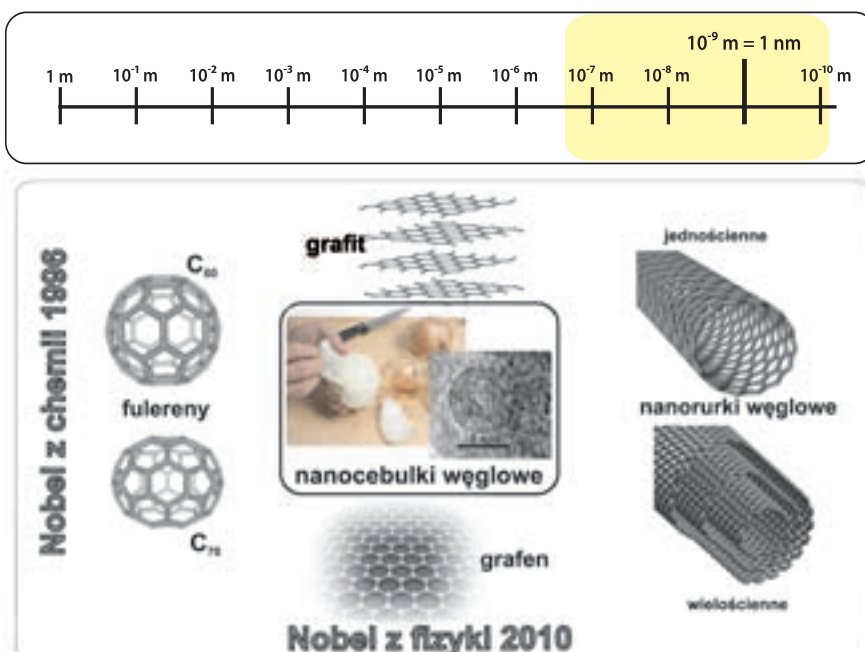 10⁻⁹ m = 1 nm
1 m 10⁻¹ m 10⁻² m 10⁻³ m 10⁻⁴ m 10⁻⁵ m 10⁻⁶ m 10⁻⁷ m 10⁻⁸ m 10⁻¹⁰ m
Nobel z chemii 1996
C₆₀
fulereny
C₇₀
grafit
nanocebulki węglowe
grafen
Nobel z fizyki 2010
jednościenne
nanorurki węglowe
wielościenne